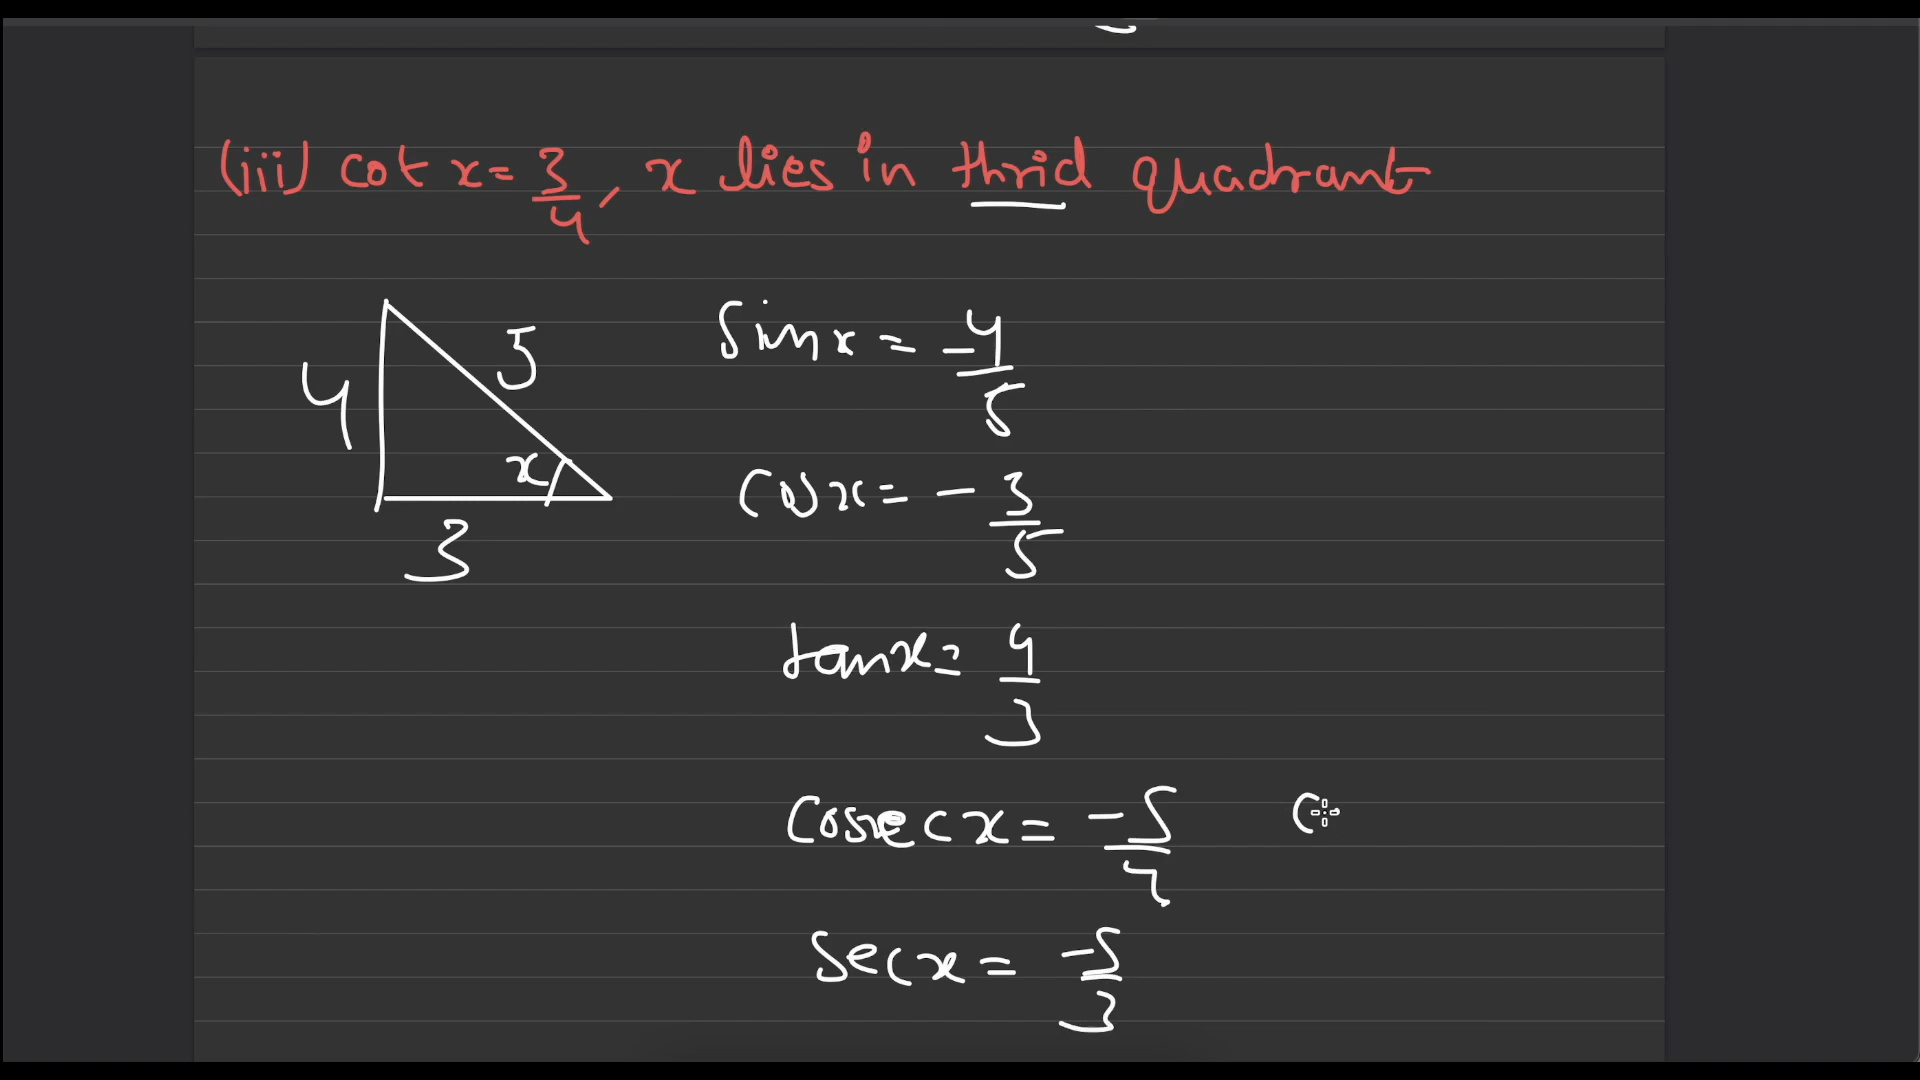 (iii) cot x = 3/4, x lies in thrid quadrant
4
5
x
3
Sin x = -4/5
Cos x = - 3/5
tan x = 4/3
Cosec x = -5/4
C
Sec x = -5/3